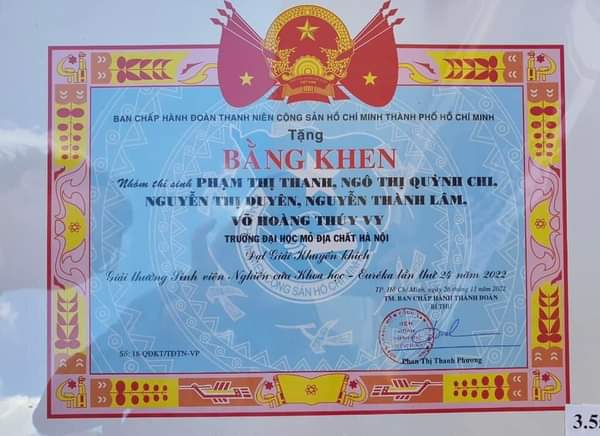 BAN CHẤP HÀNH ĐOÀN THANH NIÊN CỘNG SẢN HỒ CHÍ MINH THÀNH PHỐ HỒ CHÍ MINH
Tặng
BẰNG KHEN
Nhóm thí sinh PHẠM THỊ THANH, NGÔ THỊ QUỲNH CHI,
NGUYỄN THỊ QUYÊN, NGUYỄN THÀNH LÂM,
VÕ HOÀNG THÚY VY
TRƯỜNG ĐẠI HỌC MỎ ĐỊA CHẤT HÀ NỘI
Đạt Giải Khuyến khích
Giải thưởng Sinh viên Nghiên cứu Khoa học - Euréka lần thứ 24 năm 2022
TP. Hồ Chí Minh, ngày 26 tháng 11 năm 2022
TM. BAN CHẤP HÀNH THÀNH ĐOÀN
BÍ THƯ
Số: 18 QĐKT/TĐTN-VP
Phan Thị Thanh Phương